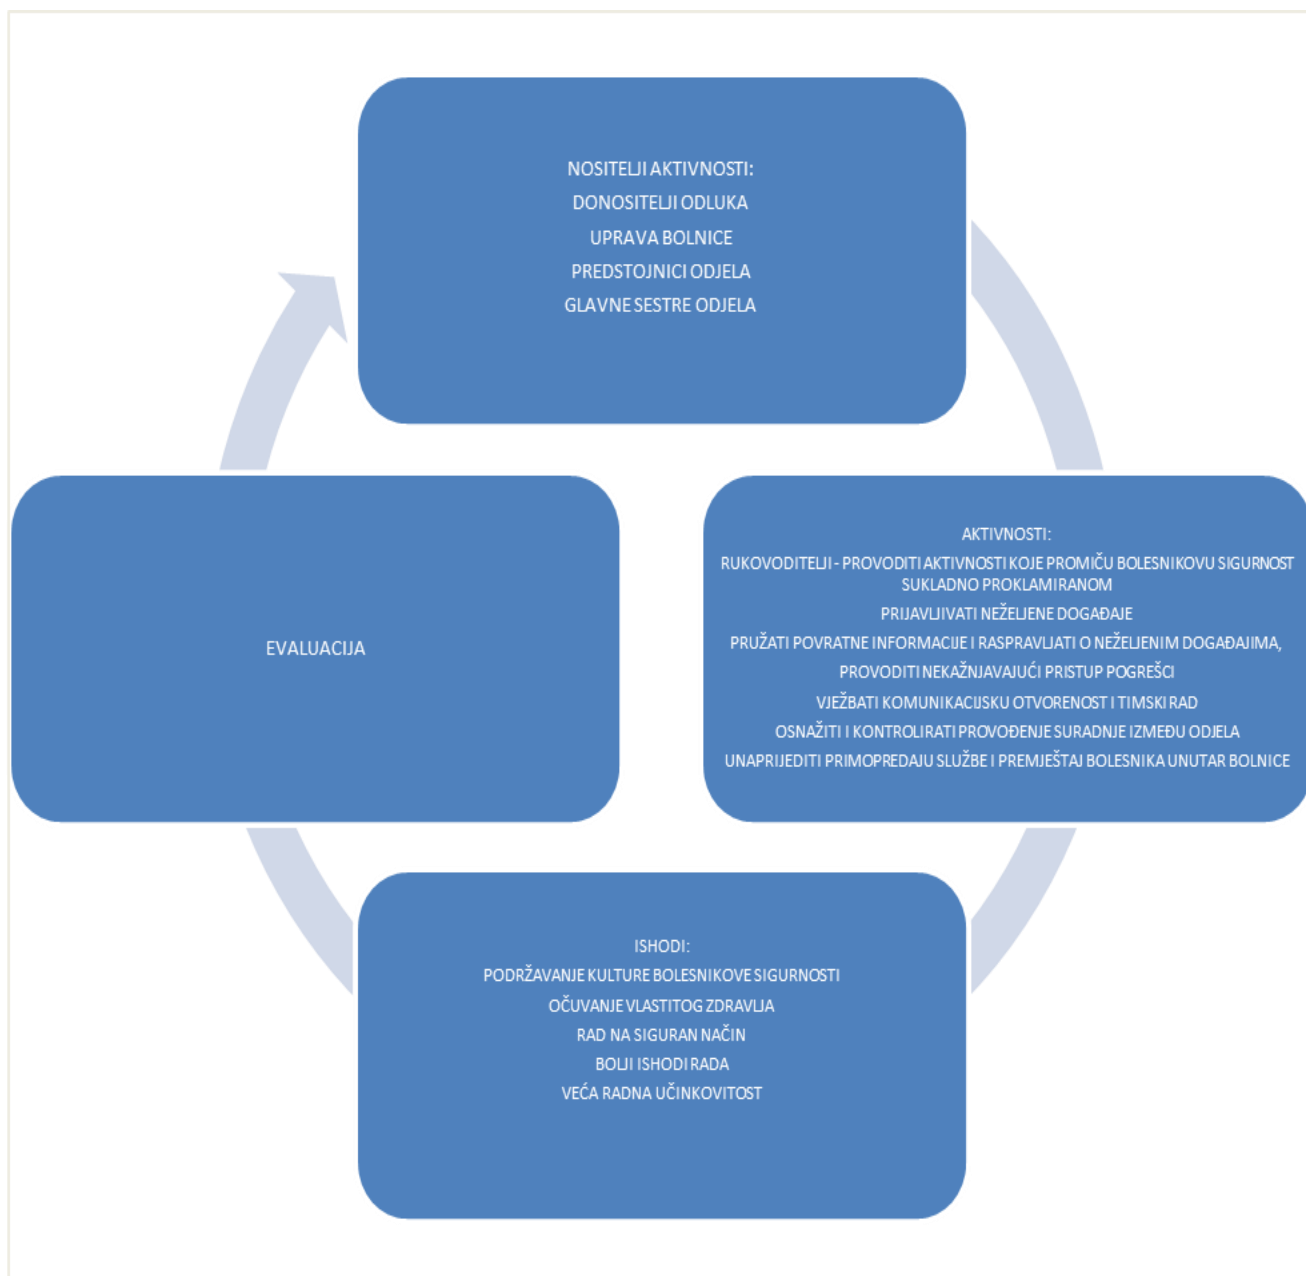 NOSITELJI AKTIVNOSTI:
DONOSITELJI ODLUKA
UPRAVA BOLNICE
PREDSTOJNICI ODJELA
GLAVNE SESTRE ODJELA
AKTIVNOSTI:
RUKOVODITELJI - PROVODITI AKTIVNOSTI KOJE PROMIČU BOLESNIKOVU SIGURNOST
SUKLADNO PROKLAMIRANOM
PRIJAVLJIVATI NEŽELJENE DOGAĐAJE
PRUŽATI POVRATNE INFORMACIJE I RASPRAVLJATI O NEŽELJENIM DOGAĐAJIMA,
PROVODITI NEKAŽNJAVAJUĆI PRISTUP POGREŠCI
VJEŽBATI KOMUNIKACIJSKU OTVORENOST I TIMSKI RAD
OSNAŽITI I KONTROLIRATI PROVOĐENJE SURADNJE IZMEĐU ODJELA
UNAPRIJEDITI PRIMOPREDAJU SLUŽBE I PREMJEŠTAJ BOLESNIKA UNUTAR BOLNICE
ISHODI:
PODRŽAVANJE KULTURE BOLESNIKOVE SIGURNOSTI
OČUVANJE VLASTITOG ZDRAVLJA
RAD NA SIGURAN NAČIN
BOLJI ISHODI RADA
VEĆA RADNA UČINKOVITOST
EVALUACIJA